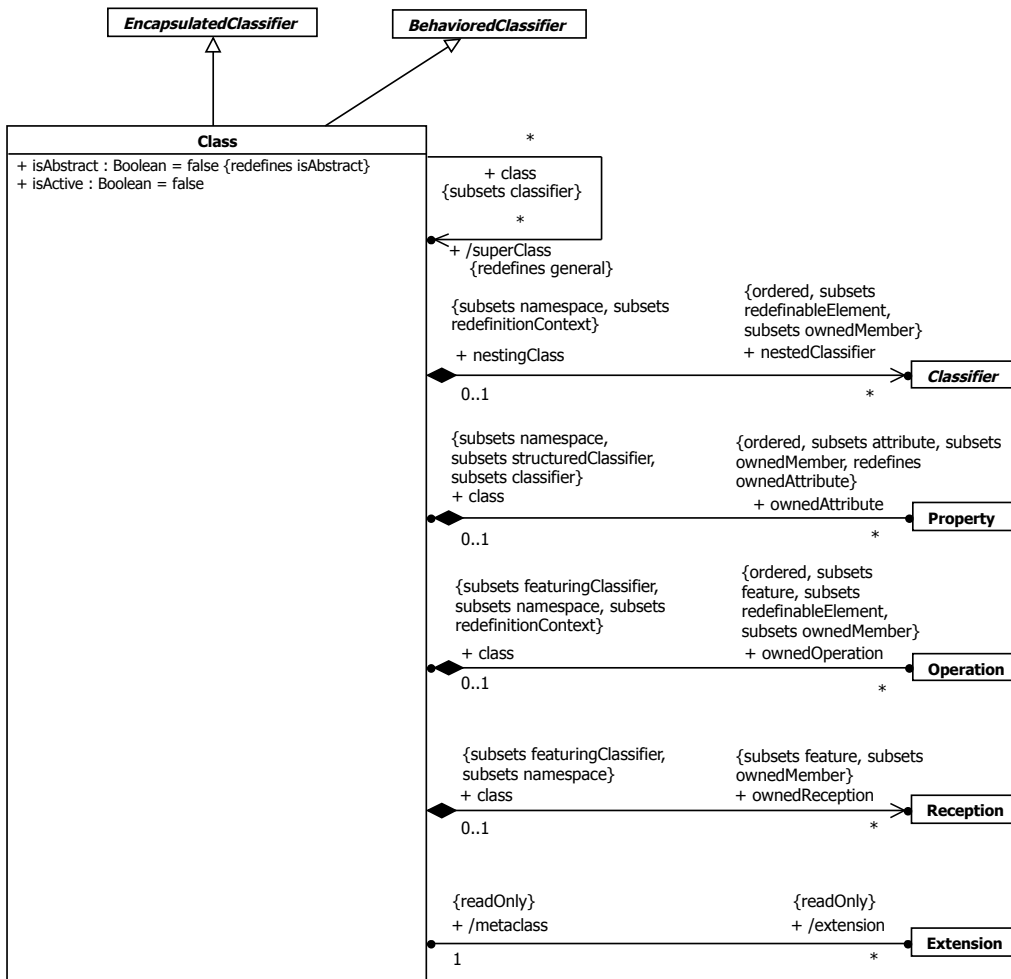 EncapsulatedClassifier
BehavioredClassifier
Class
+ isAbstract : Boolean = false {redefines isAbstract}
+ isActive : Boolean = false
*
+ class
{subsets classifier}
*
+ /superClass
{redefines general}
{subsets namespace, subsets
redefinitionContext}
+ nestingClass
0..1
{ordered, subsets
redefinableElement,
subsets ownedMember}
+ nestedClassifier
*
Classifier
{subsets namespace,
subsets structuredClassifier,
subsets classifier}
+ class
0..1
{ordered, subsets attribute, subsets
ownedMember, redefines
ownedAttribute}
+ ownedAttribute
*
Property
{subsets featuringClassifier,
subsets namespace, subsets
redefinitionContext}
+ class
0..1
{ordered, subsets
feature, subsets
redefinableElement,
subsets ownedMember}
+ ownedOperation
*
Operation
{subsets featuringClassifier,
subsets namespace}
+ class
0..1
{subsets feature, subsets
ownedMember}
+ ownedReception
*
Reception
{readOnly}
+ /metaclass
1
{readOnly}
+ /extension
*
Extension